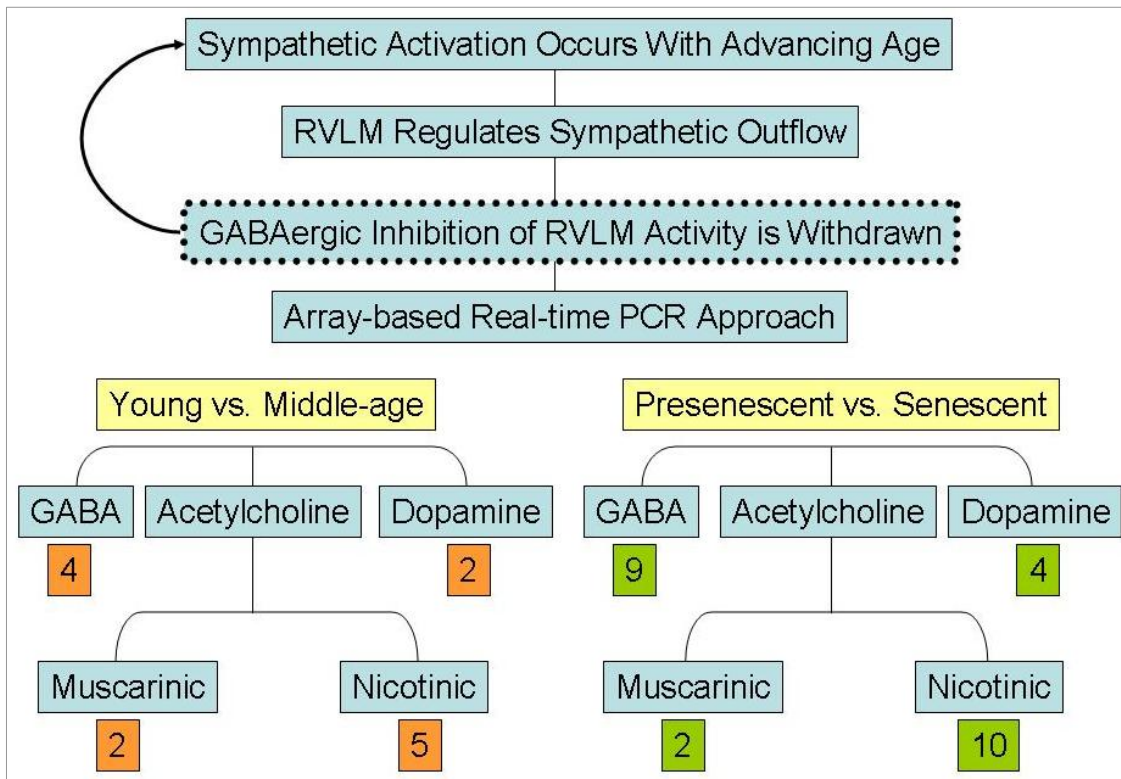 Sympathetic Activation Occurs With Advancing Age
RVLM Regulates Sympathetic Outflow
GABAergic Inhibition of RVLM Activity is Withdrawn
Array-based Real-time PCR Approach
Young vs. Middle-age
GABA
Acetylcholine
Dopamine
4
2
Muscarinic
Nicotinic
2
5
Presenescent vs. Senescent
GABA
Acetylcholine
Dopamine
9
4
Muscarinic
Nicotinic
2
10